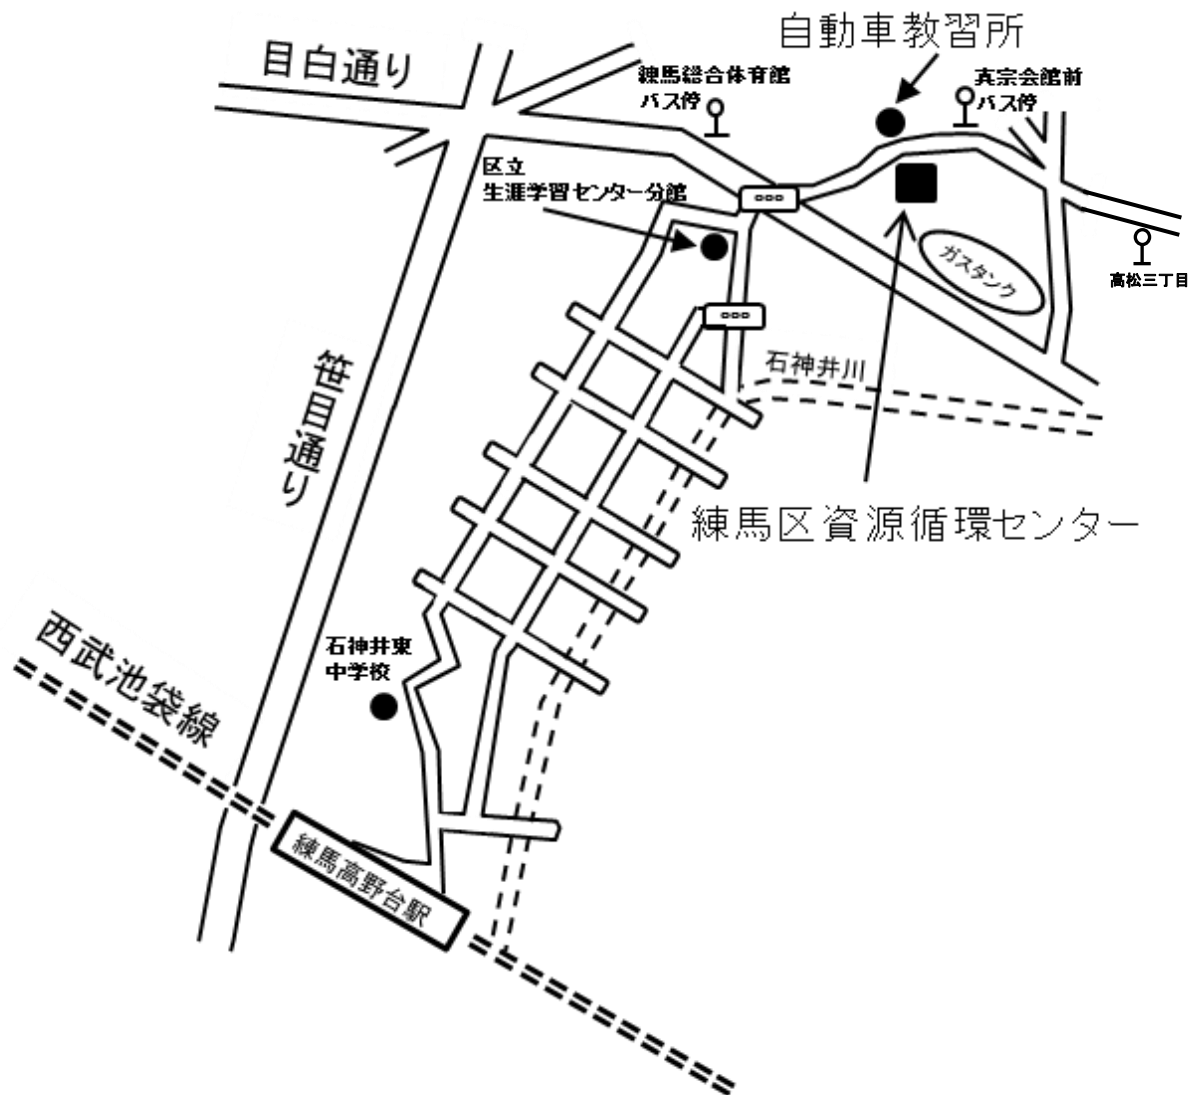 自動車教習所
目白通り
練馬総合体育館
バス停
真宗会館前
バス停
区立
生涯学習センター分館
ガスタンク
高松三丁目
石神井川
笹目通り
練馬区資源循環センター
石神井東
中学校
西武池袋線
練馬高野台駅